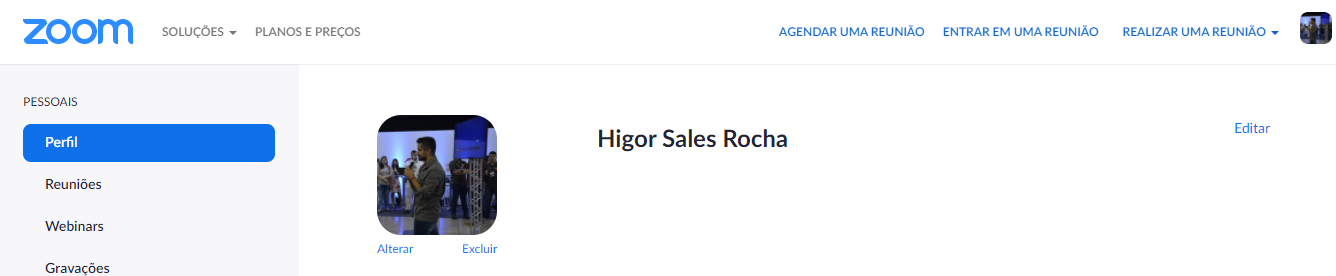 zoom SOLUÇÕES PLANOS E PREÇOS AGENDAR UMA REUNIÃO ENTRAR EM UMA REUNIÃO REALIZAR UMA REUNIÃO
PESSOAIS
Perfil
Reuniões
Webinars
Gravações
Higor Sales Rocha
Editar
Alterar Excluir